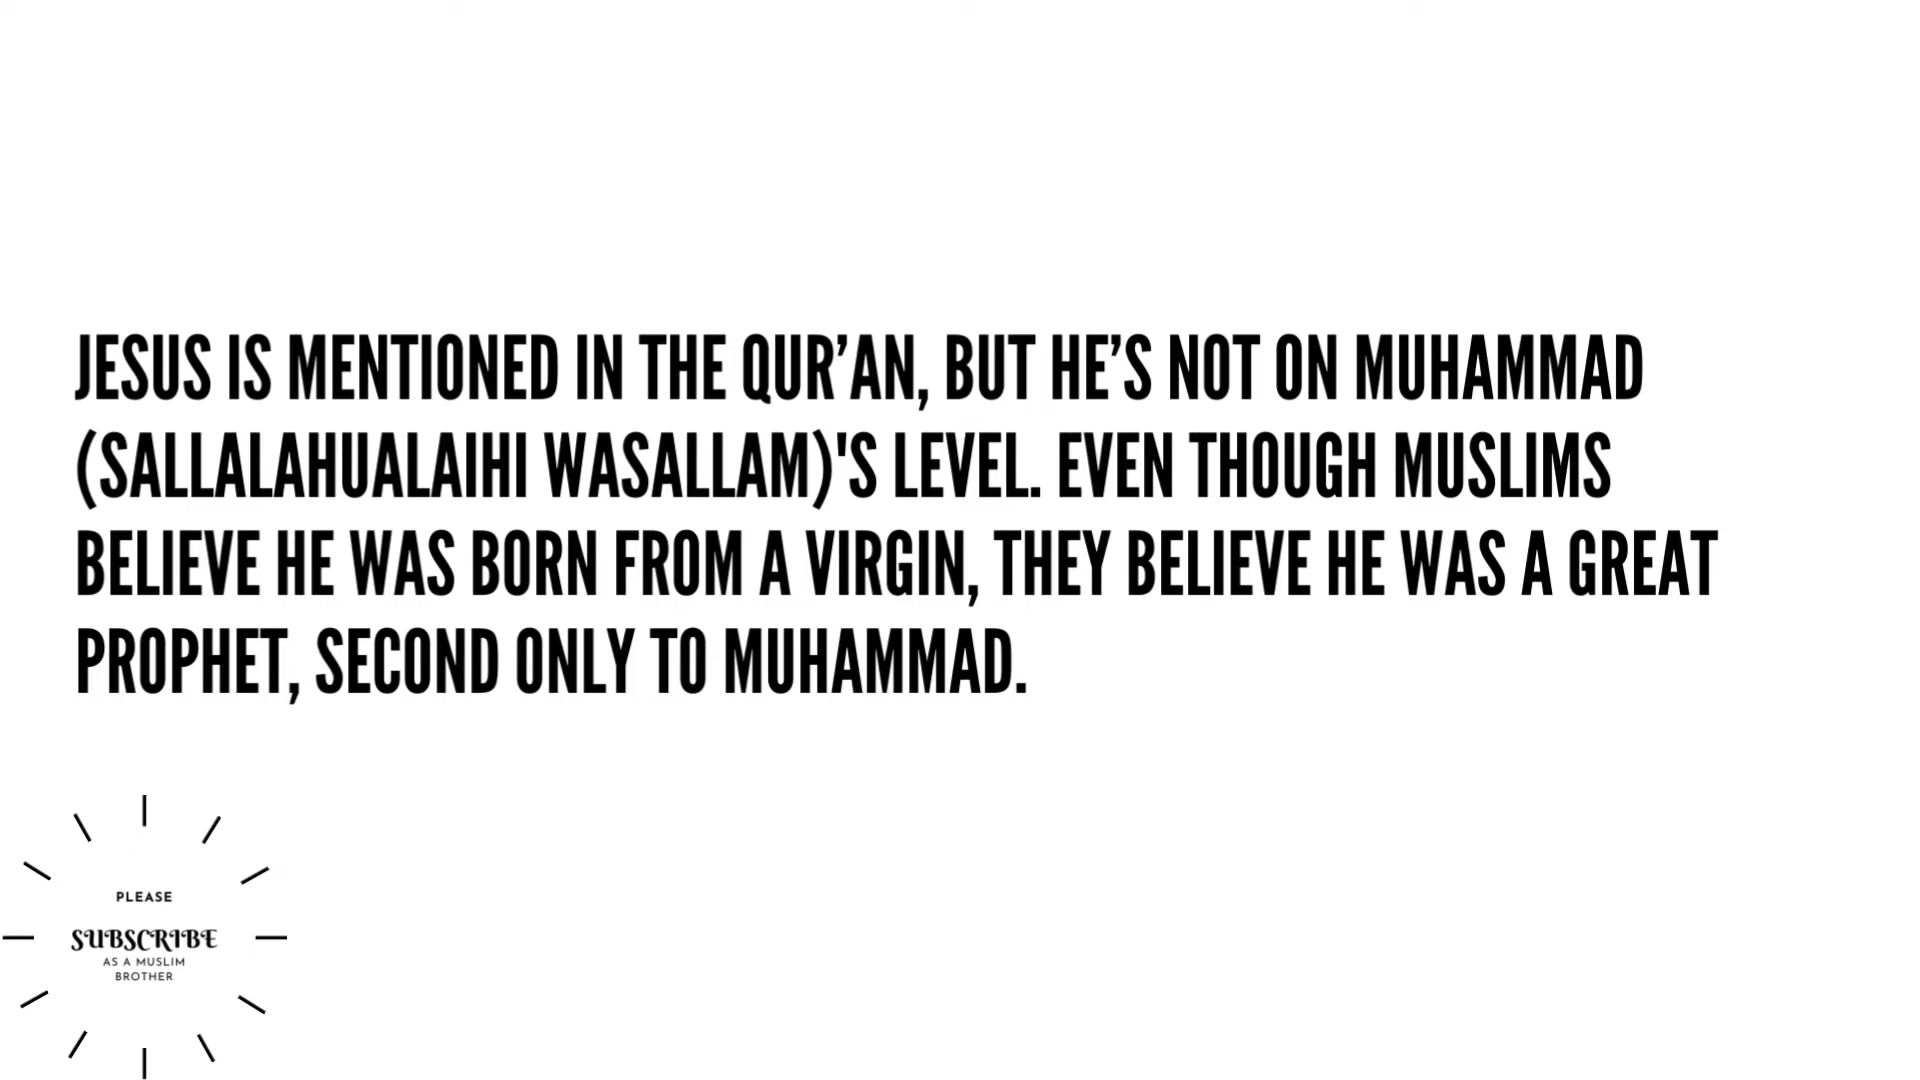 JESUS IS MENTIONED IN THE QUR’AN, BUT HE’S NOT ON MUHAMMAD
(SALLALAHUALAIHI WASALLAM)'S LEVEL. EVEN THOUGH MUSLIMS
BELIEVE HE WAS BORN FROM A VIRGIN, THEY BELIEVE HE WAS A GREAT
PROPHET, SECOND ONLY TO MUHAMMAD.
PLEASE
SUBSCRIBE
AS A MUSLIM
BROTHER